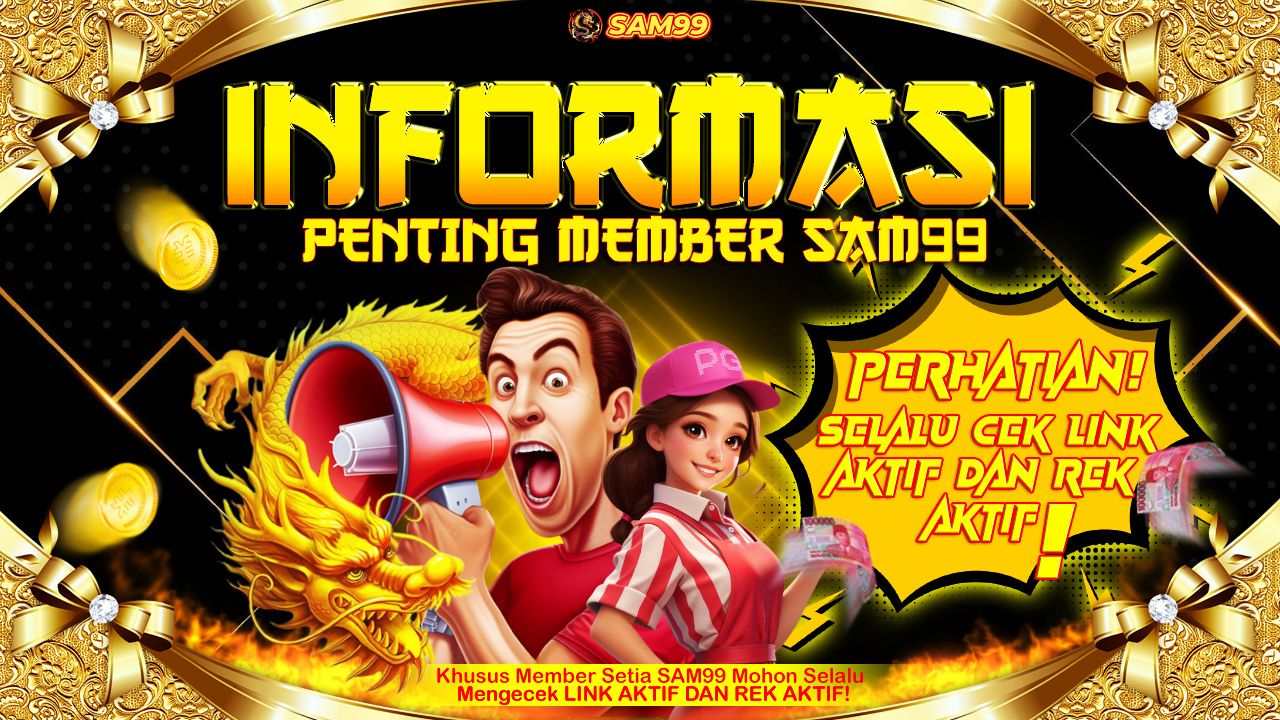 SAM99
INFORMASI
PENTING MEMBER SAM99
PG
PERHATIAN!
SELALU CEK LINK
AKTIF DAN REK
AKTIF!
100000
Khusus Member Setia SAM99 Mohon Selalu
Mengecek LINK AKTIF DAN REK AKTIF!